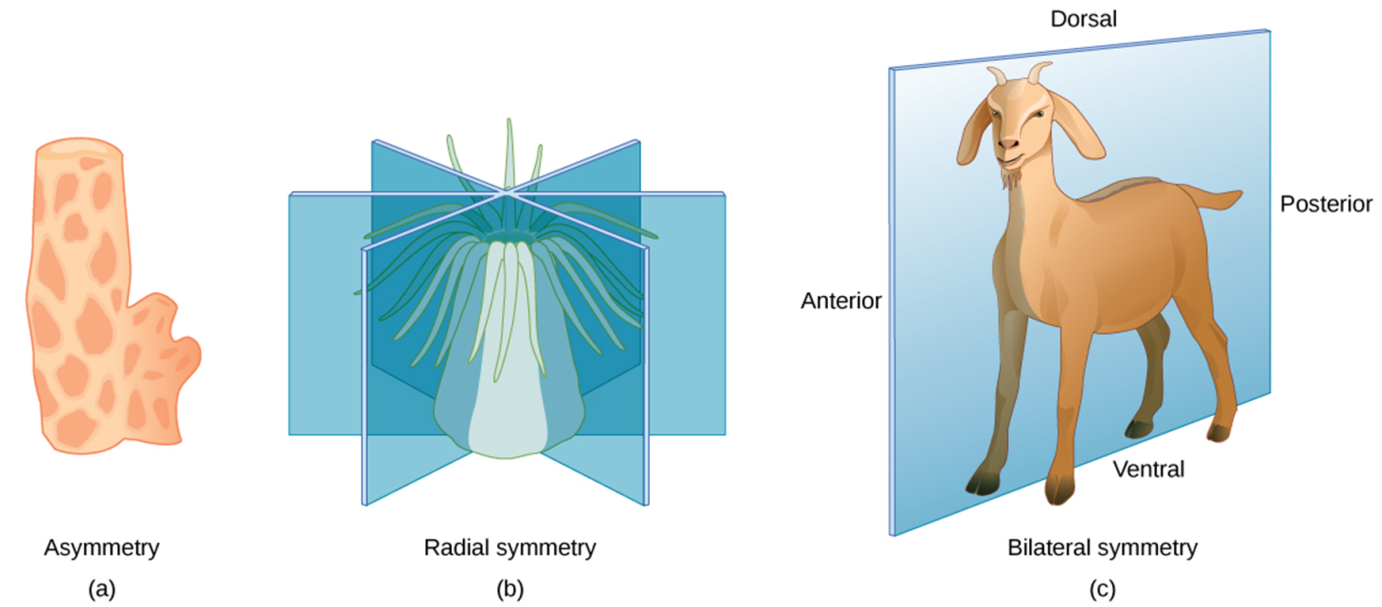 Dorsal
Posterior
Anterior
Ventral
Asymmetry
(a)
Radial symmetry
(b)
Bilateral symmetry
(c)